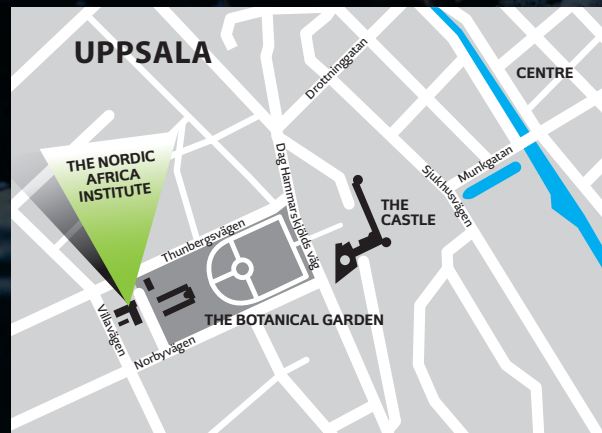 UPPSALA
CENTRE
Drottninggatan
Munkgatan
Sjukhusvägen
THE NORDIC
AFRICA
INSTITUTE
Dag Hammarskjölds väg
THE
CASTLE
Thunbergsvägen
Villavägen
THE BOTANICAL GARDEN
Norbyvägen